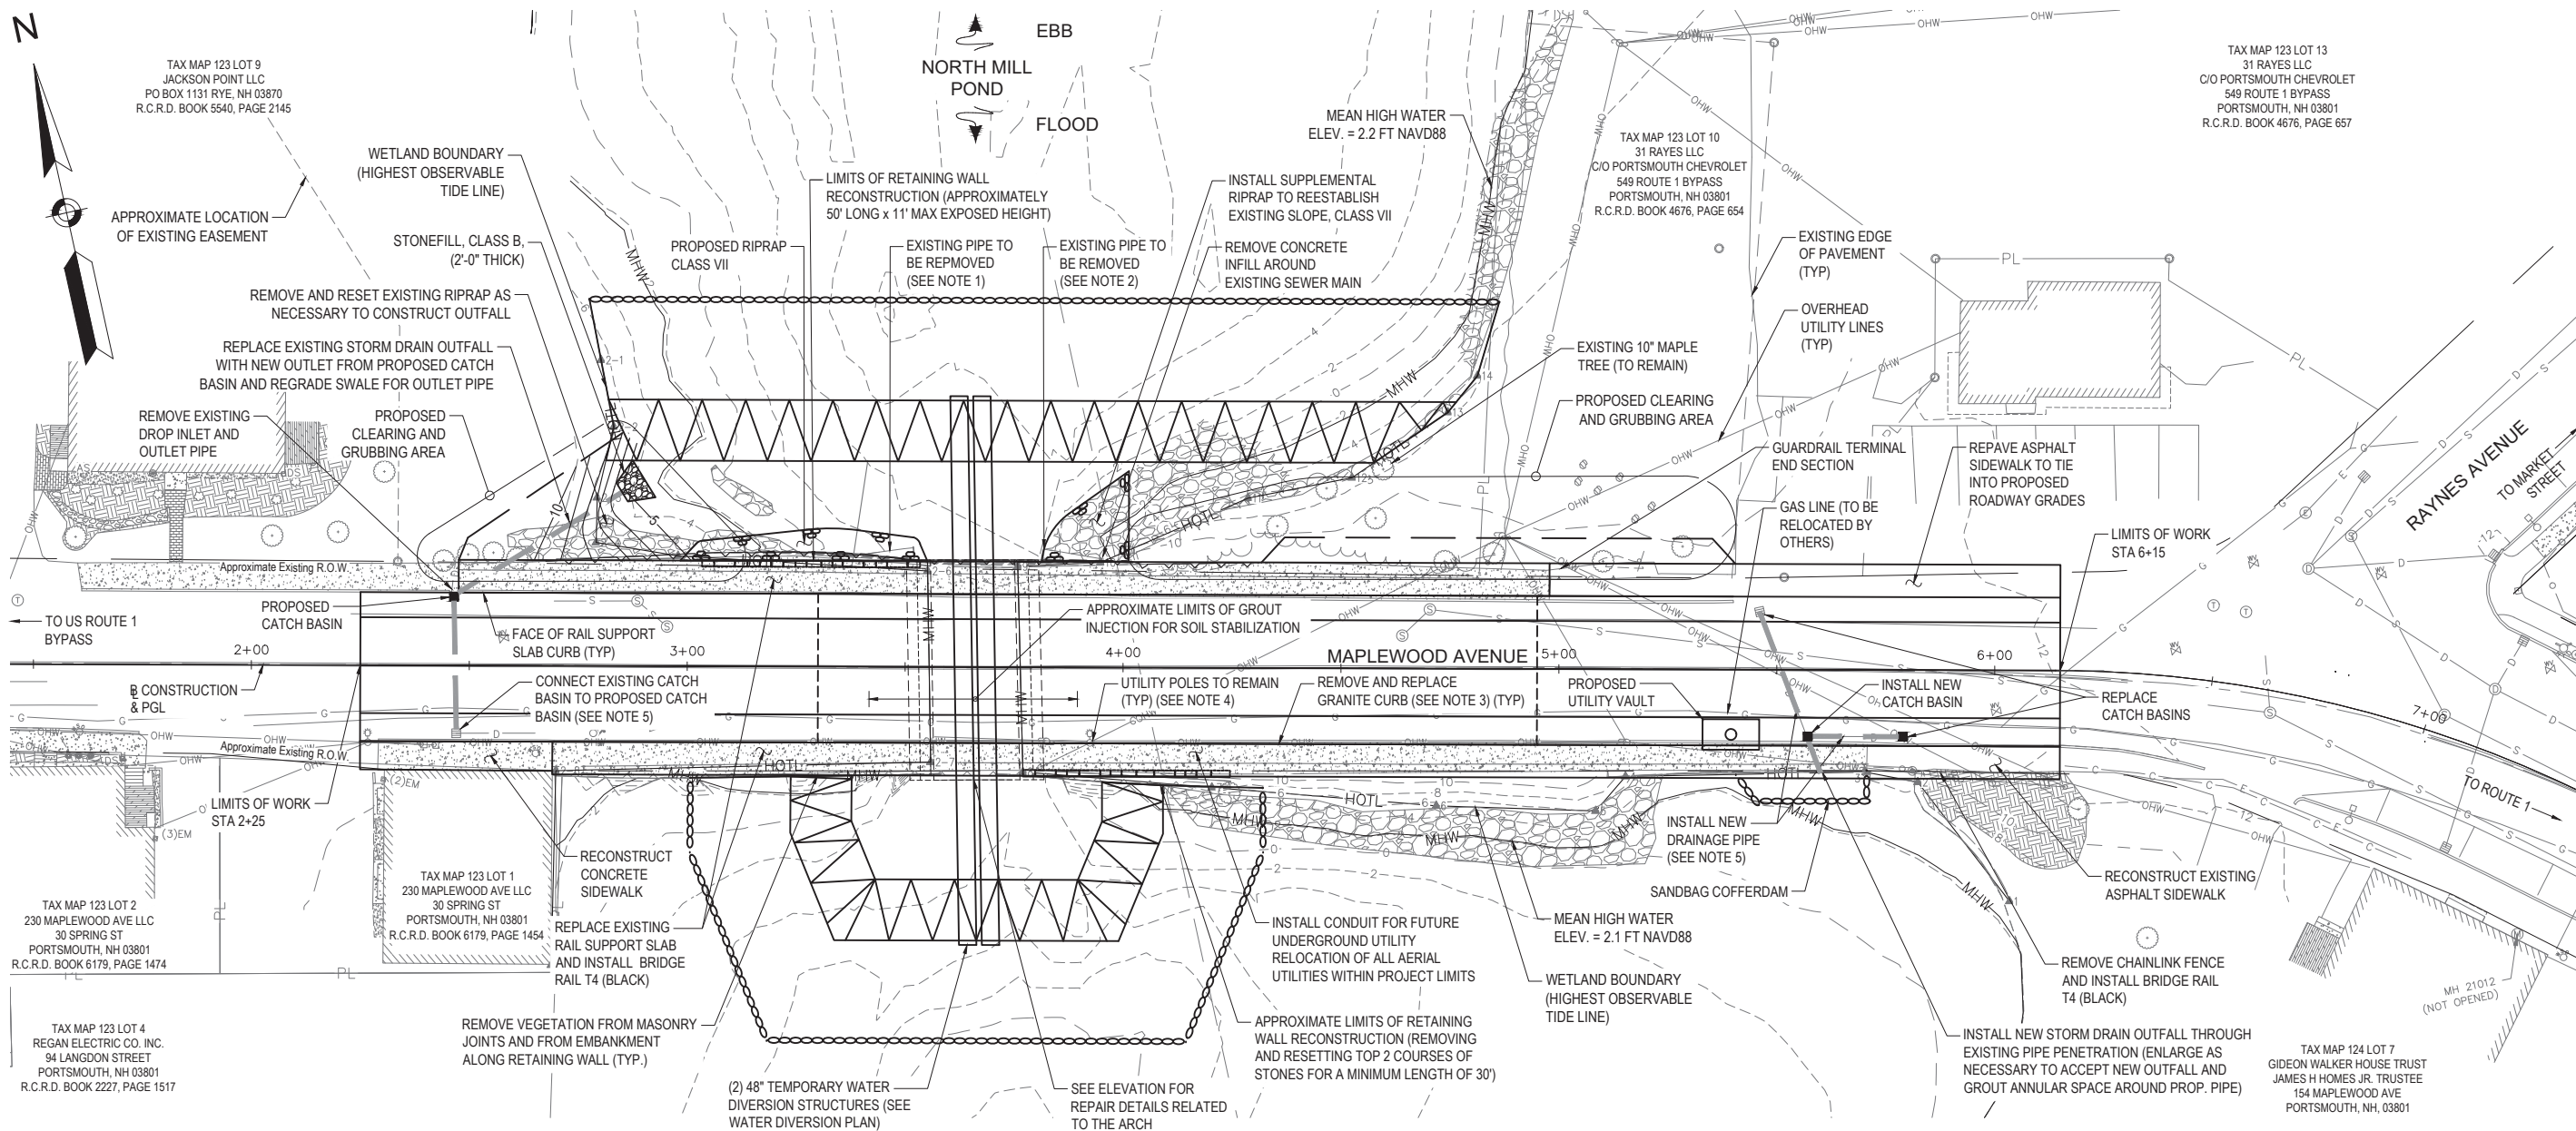 N
TAX MAP 123 LOT 9
JACKSON POINT LLC
PO BOX 1131 RYE, NH 03870
R.C.R.D. BOOK 5540, PAGE 2145
EBB
NORTH MILL
POND
FLOOD
TAX MAP 123 LOT 13
31 RAYES LLC
C/O PORTSMOUTH CHEVROLET
549 ROUTE 1 BYPASS
PORTSMOUTH, NH 03801
R.C.R.D. BOOK 4676, PAGE 657
MEAN HIGH WATER
ELEV. = 2.2 FT NAVD88
TAX MAP 123 LOT 10
31 RAYES LLC
C/O PORTSMOUTH CHEVROLET
549 ROUTE 1 BYPASS
PORTSMOUTH, NH 03801
R.C.R.D. BOOK 4676, PAGE 654
WETLAND BOUNDARY
(HIGHEST OBSERVABLE
TIDE LINE)
APPROXIMATE LOCATION
OF EXISTING EASEMENT
LIMITS OF RETAINING WALL
RECONSTRUCTION (APPROXIMATELY
50' LONG x 11' MAX EXPOSED HEIGHT)
INSTALL SUPPLEMENTAL
RIPRAP TO REESTABLISH
EXISTING SLOPE, CLASS VII
STONEFILL, CLASS B,
(2'-0" THICK)
PROPOSED RIPRAP
CLASS VII
EXISTING PIPE TO
BE REPMOVED
(SEE NOTE 1)
EXISTING PIPE TO
BE REMOVED
(SEE NOTE 2)
REMOVE CONCRETE
INFILL AROUND
EXISTING SEWER MAIN
EXISTING EDGE
OF PAVEMENT
(TYP)
REMOVE AND RESET EXISTING RIPRAP AS
NECESSARY TO CONSTRUCT OUTFALL
OVERHEAD
UTILITY LINES
(TYP)
REPLACE EXISTING STORM DRAIN OUTFALL
WITH NEW OUTLET FROM PROPOSED CATCH
BASIN AND REGRADE SWALE FOR OUTLET PIPE
EXISTING 10" MAPLE
TREE (TO REMAIN)
REMOVE EXISTING
DROP INLET AND
OUTLET PIPE
PROPOSED
CLEARING AND
GRUBBING AREA
PROPOSED CLEARING
AND GRUBBING AREA
GUARDRAIL TERMINAL
END SECTION
REPAVE ASPHALT
SIDEWALK TO TIE
INTO PROPOSED
ROADWAY GRADES
RAYNES AVENUE
TO MARKET
STREET
GAS LINE (TO BE
RELOCATED BY
OTHERS)
LIMITS OF WORK
STA 6+15
Approximate Existing R.O.W.
PROPOSED
CATCH BASIN
TO US ROUTE 1
BYPASS
FACE OF RAIL SUPPORT
SLAB CURB (TYP)
APPROXIMATE LIMITS OF GROUT
INJECTION FOR SOIL STABILIZATION
2+00
3+00
4+00
MAPLEWOOD AVENUE
5+00
6+00
7+00
B CONSTRUCTION
& PGL
CONNECT EXISTING CATCH
BASIN TO PROPOSED CATCH
BASIN (SEE NOTE 5)
UTILITY POLES TO REMAIN
(TYP) (SEE NOTE 4)
REMOVE AND REPLACE
GRANITE CURB (SEE NOTE 3) (TYP)
PROPOSED
UTILITY VAULT
INSTALL NEW
CATCH BASIN
REPLACE
CATCH BASINS
Approximate Existing R.O.W.
(2)EM
(3)EM
LIMITS OF WORK
STA 2+25
TO ROUTE 1
RECONSTRUCT
CONCRETE
SIDEWALK
INSTALL NEW
DRAINAGE PIPE
(SEE NOTE 5)
SANDBAG COFFERDAM
RECONSTRUCT EXISTING
ASPHALT SIDEWALK
TAX MAP 123 LOT 1
230 MAPLEWOOD AVE LLC
30 SPRING ST
PORTSMOUTH, NH 03801
R.C.R.D. BOOK 6179, PAGE 1454
TAX MAP 123 LOT 2
230 MAPLEWOOD AVE LLC
30 SPRING ST
PORTSMOUTH, NH 03801
R.C.R.D. BOOK 6179, PAGE 1474
REPLACE EXISTING
RAIL SUPPORT SLAB
AND INSTALL BRIDGE
RAIL T4 (BLACK)
INSTALL CONDUIT FOR FUTURE
UNDERGROUND UTILITY
RELOCATION OF ALL AERIAL
UTILITIES WITHIN PROJECT LIMITS
MEAN HIGH WATER
ELEV. = 2.1 FT NAVD88
WETLAND BOUNDARY
(HIGHEST OBSERVABLE
TIDE LINE)
REMOVE CHAINLINK FENCE
AND INSTALL BRIDGE RAIL
T4 (BLACK)
MH 21012
(NOT OPENED)
TAX MAP 123 LOT 4
REGAN ELECTRIC CO. INC.
94 LANGDON STREET
PORTSMOUTH, NH 03801
R.C.R.D. BOOK 2227, PAGE 1517
REMOVE VEGETATION FROM MASONRY
JOINTS AND FROM EMBANKMENT
ALONG RETAINING WALL (TYP.)
APPROXIMATE LIMITS OF RETAINING
WALL RECONSTRUCTION (REMOVING
AND RESETTING TOP 2 COURSES OF
STONES FOR A MINIMUM LENGTH OF 30')
INSTALL NEW STORM DRAIN OUTFALL THROUGH
EXISTING PIPE PENETRATION (ENLARGE AS
NECESSARY TO ACCEPT NEW OUTFALL AND
GROUT ANNULAR SPACE AROUND PROP. PIPE)
TAX MAP 124 LOT 7
GIDEON WALKER HOUSE TRUST
JAMES H HOMES JR. TRUSTEE
154 MAPLEWOOD AVE
PORTSMOUTH, NH, 03801
(2) 48" TEMPORARY WATER
DIVERSION STRUCTURES (SEE
WATER DIVERSION PLAN)
SEE ELEVATION FOR
REPAIR DETAILS RELATED
TO THE ARCH